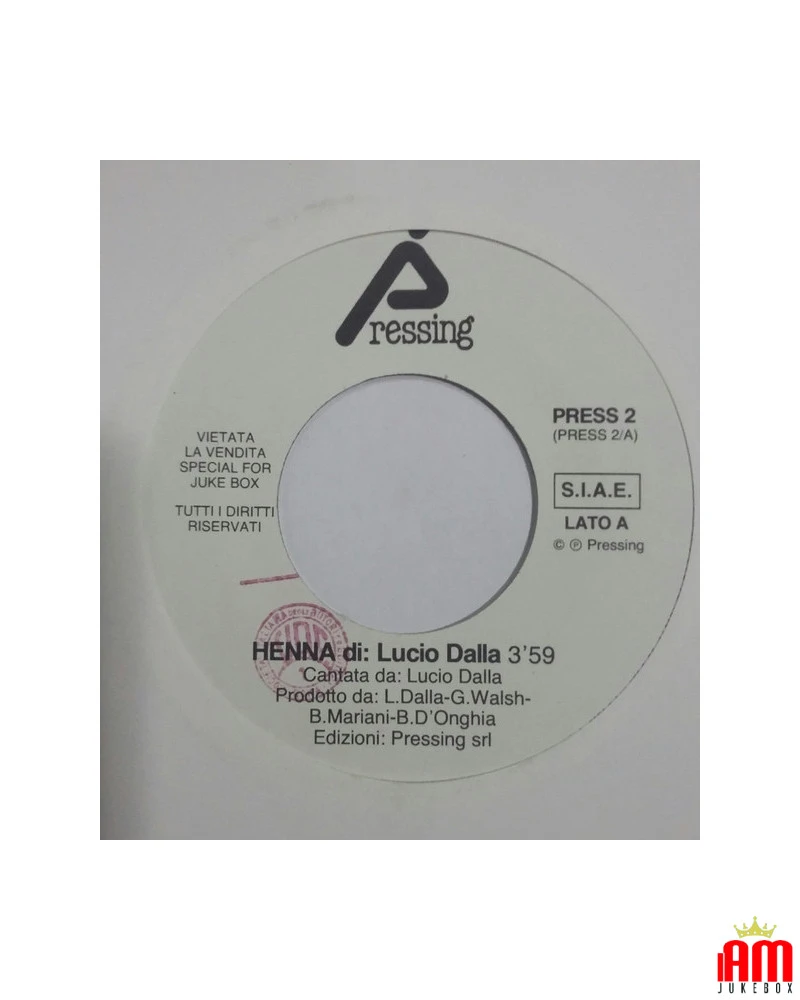 Pressing
PRESS 2
(PRESS 2/A)
VIETATA
LA VENDITA
SPECIAL FOR
JUKE BOX
TUTTI I DIRITTI
RISERVATI
S.I.A.E.
LATO A
© ℗ Pressing
HENNA di: Lucio Dalla 3'59
Cantata da: Lucio Dalla
Prodotto da: L.Dalla-G.Walsh-
B.Mariani-B.D'Onghia
Edizioni: Pressing srl
IAM
JUKEBOX